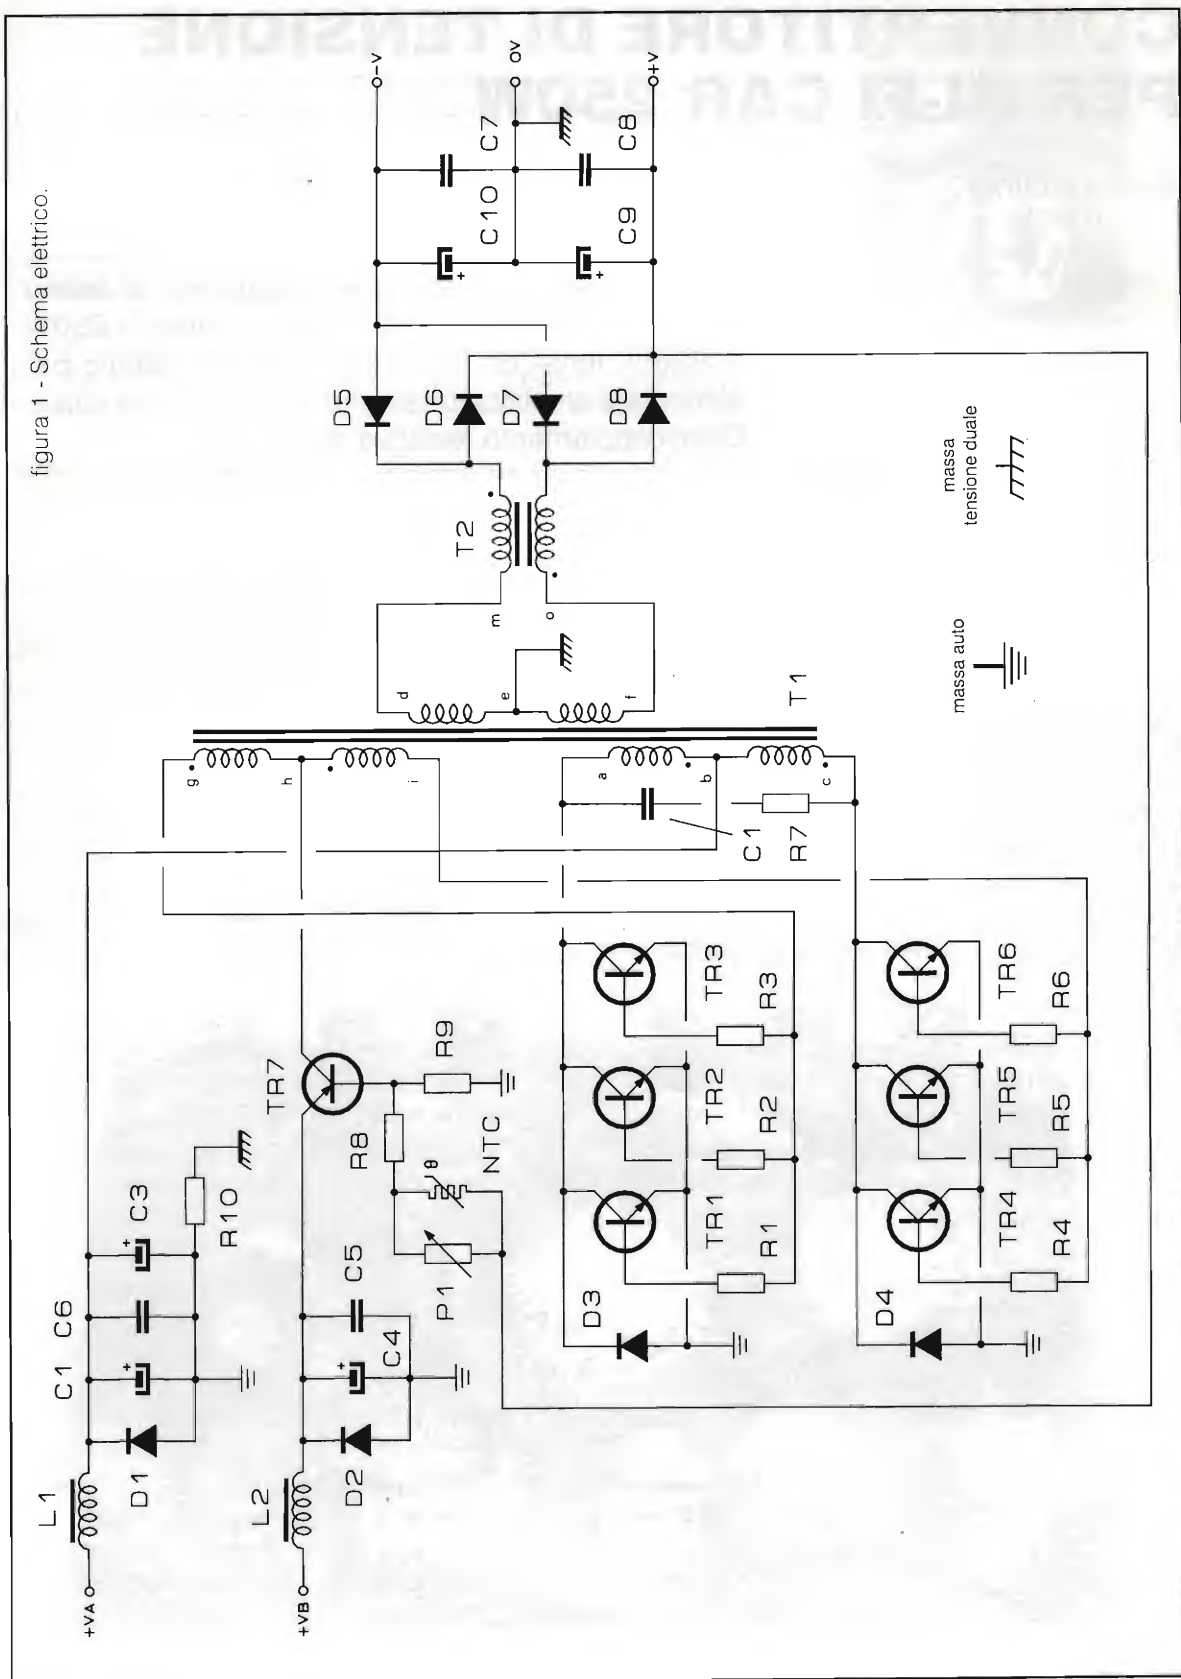 figura 1 - Schema elettrico.
L1
+VA
D1
C1
C6
C3
R10
L2
+VB
D2
C4
C5
P1
NTC
θ
R8
R9
TR7
g
h
i
a
b
c
C1
R7
T1
d
e
f
m
o
T2
D5
D6
D7
D8
C10
C7
C9
C8
-V
0V
+V
D3
TR1
TR2
TR3
R1
R2
R3
D4
TR4
TR5
TR6
R4
R5
R6
massa auto
massa
tensione duale
+
+
+
+
+